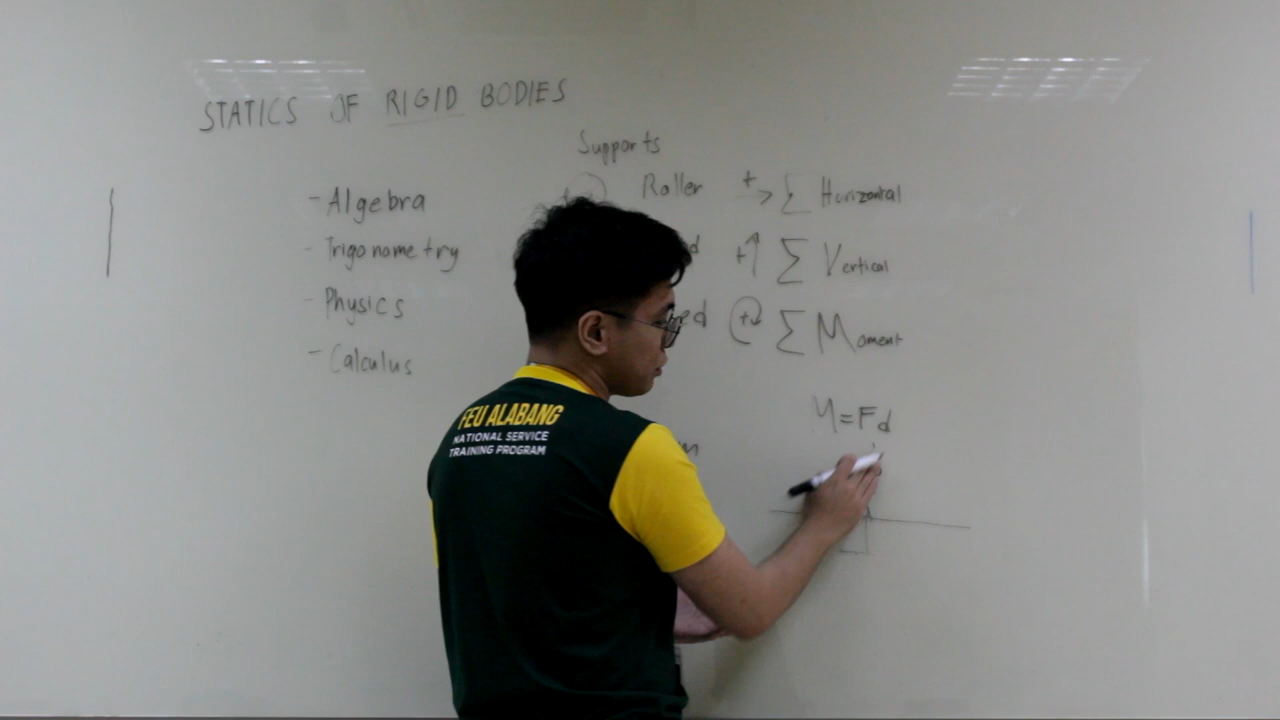 STATICS OF RIGID BODIES
Supports
- Algebra
- Trigonometry
- Physics
- Calculus
Roller + → Σ Horizontal
+↑ Σ Vertical
+ Σ Moment
M=Fd
FEU ALABANG
NATIONAL SERVICE
TRAINING PROGRAM